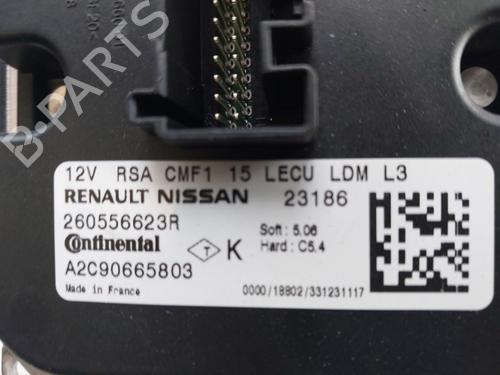 B-PARTS
12V RSA CMF1 15 LECU LDM L3
RENAULT NISSAN 23186
260556623R Soft : 5.06
Continental T K Hard : C5.4
A2C90665803
Made in France 0000/18802/331231117